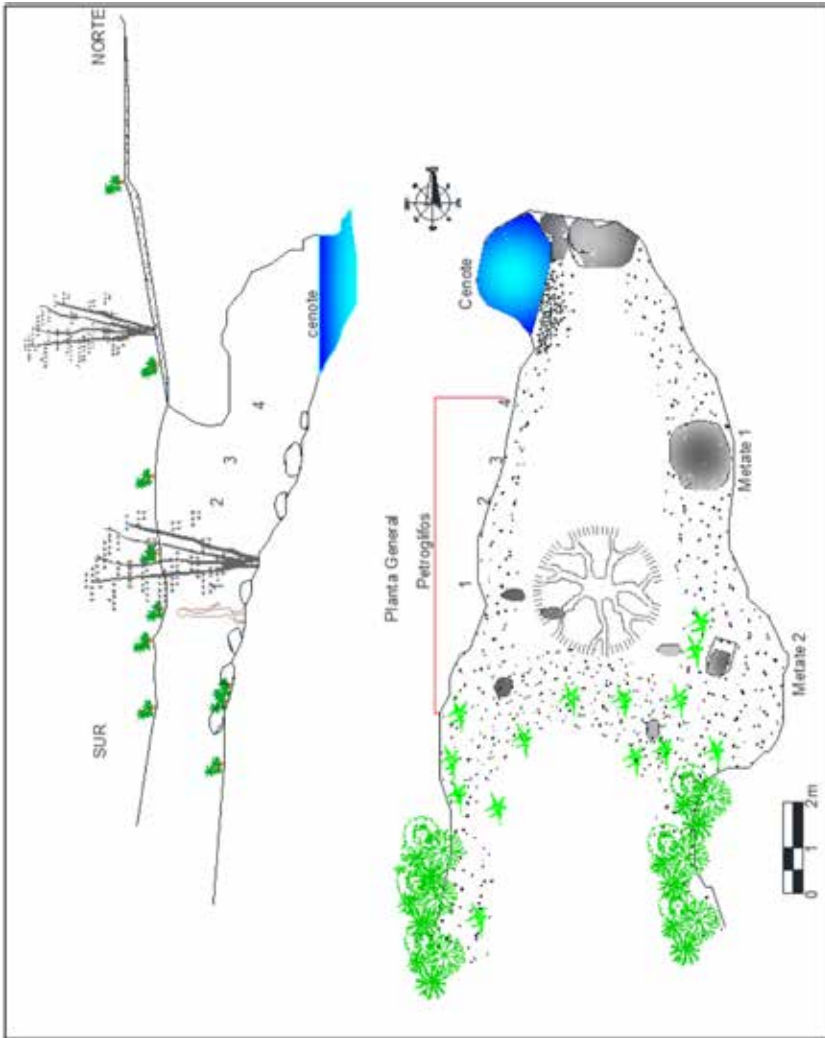 SUR
NORTE
2
3
4
cenote
Planta General
Petroglifos
Cenote
1
2
3
4
Metate 1
Metate 2
0 1 2m